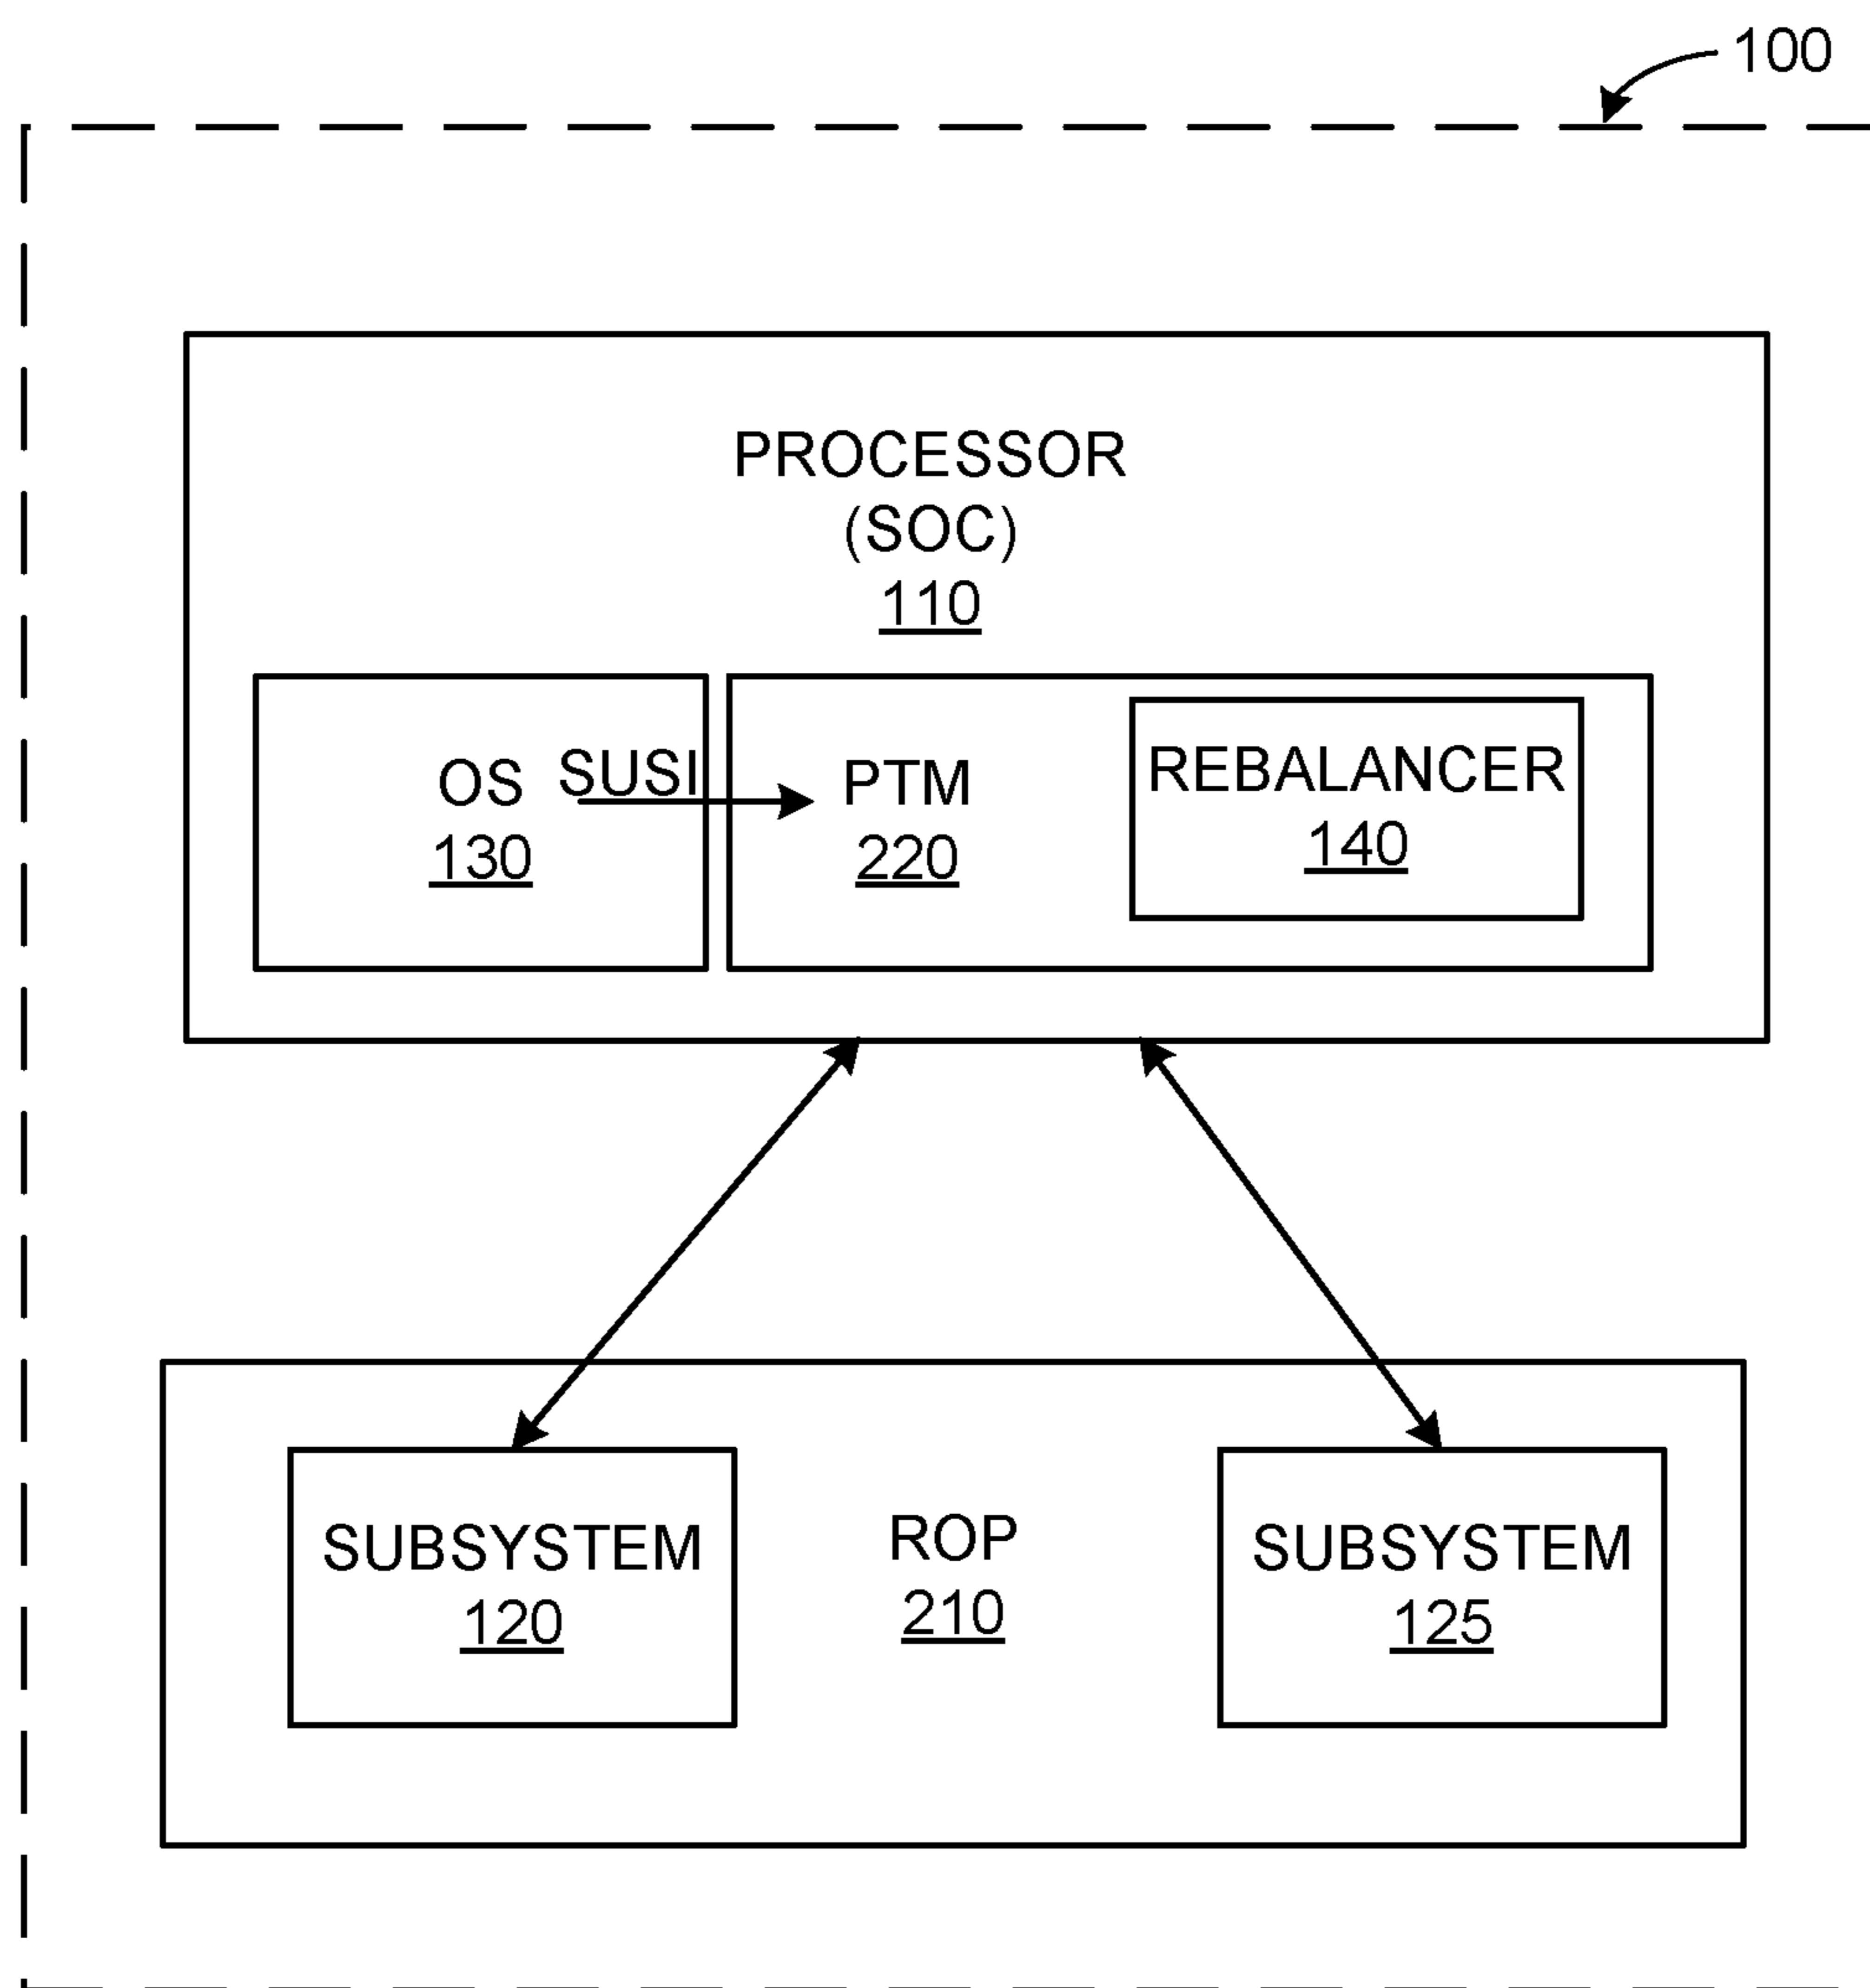 100
PROCESSOR
(SOC)
110
OS
130
SUSI
PTM
220
REBALANCER
140
SUBSYSTEM
120
ROP
210
SUBSYSTEM
125